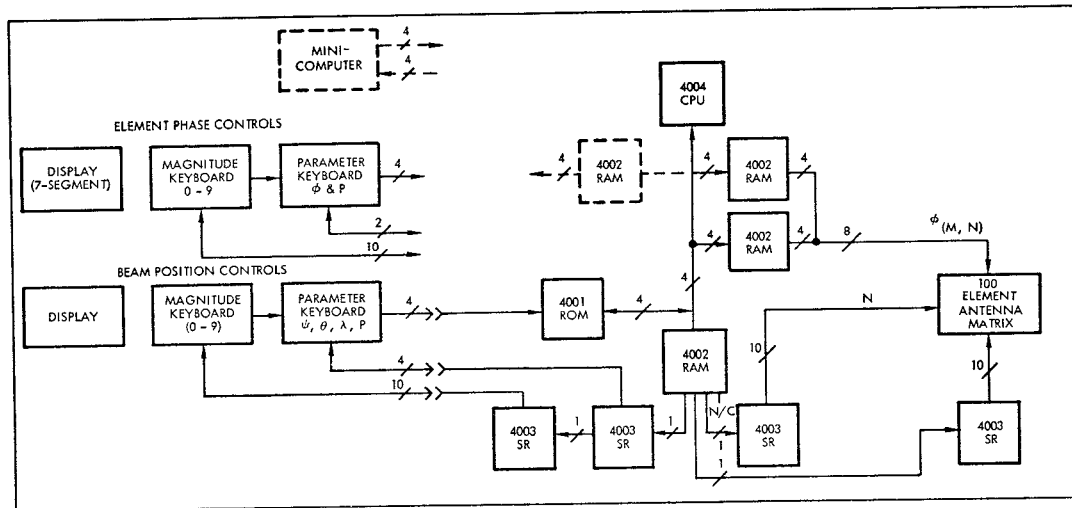 MINI-
COMPUTER
4
4
4004
CPU
ELEMENT PHASE CONTROLS
DISPLAY
(7-SEGMENT)
MAGNITUDE
KEYBOARD
0 - 9
PARAMETER
KEYBOARD
ϕ & P
4
2
10
4
4002
RAM
4
4002
RAM
4
4
4002
RAM
4
8
ϕ(M, N)
4
BEAM POSITION CONTROLS
DISPLAY
MAGNITUDE
KEYBOARD
(0-9)
PARAMETER
KEYBOARD
ψ, θ, λ, P
4
4001
ROM
4
N
100
ELEMENT
ANTENNA
MATRIX
4002
RAM
4
10
10
10
N/C
4003
SR
1
4003
SR
1
1
4003
SR
1
4003
SR